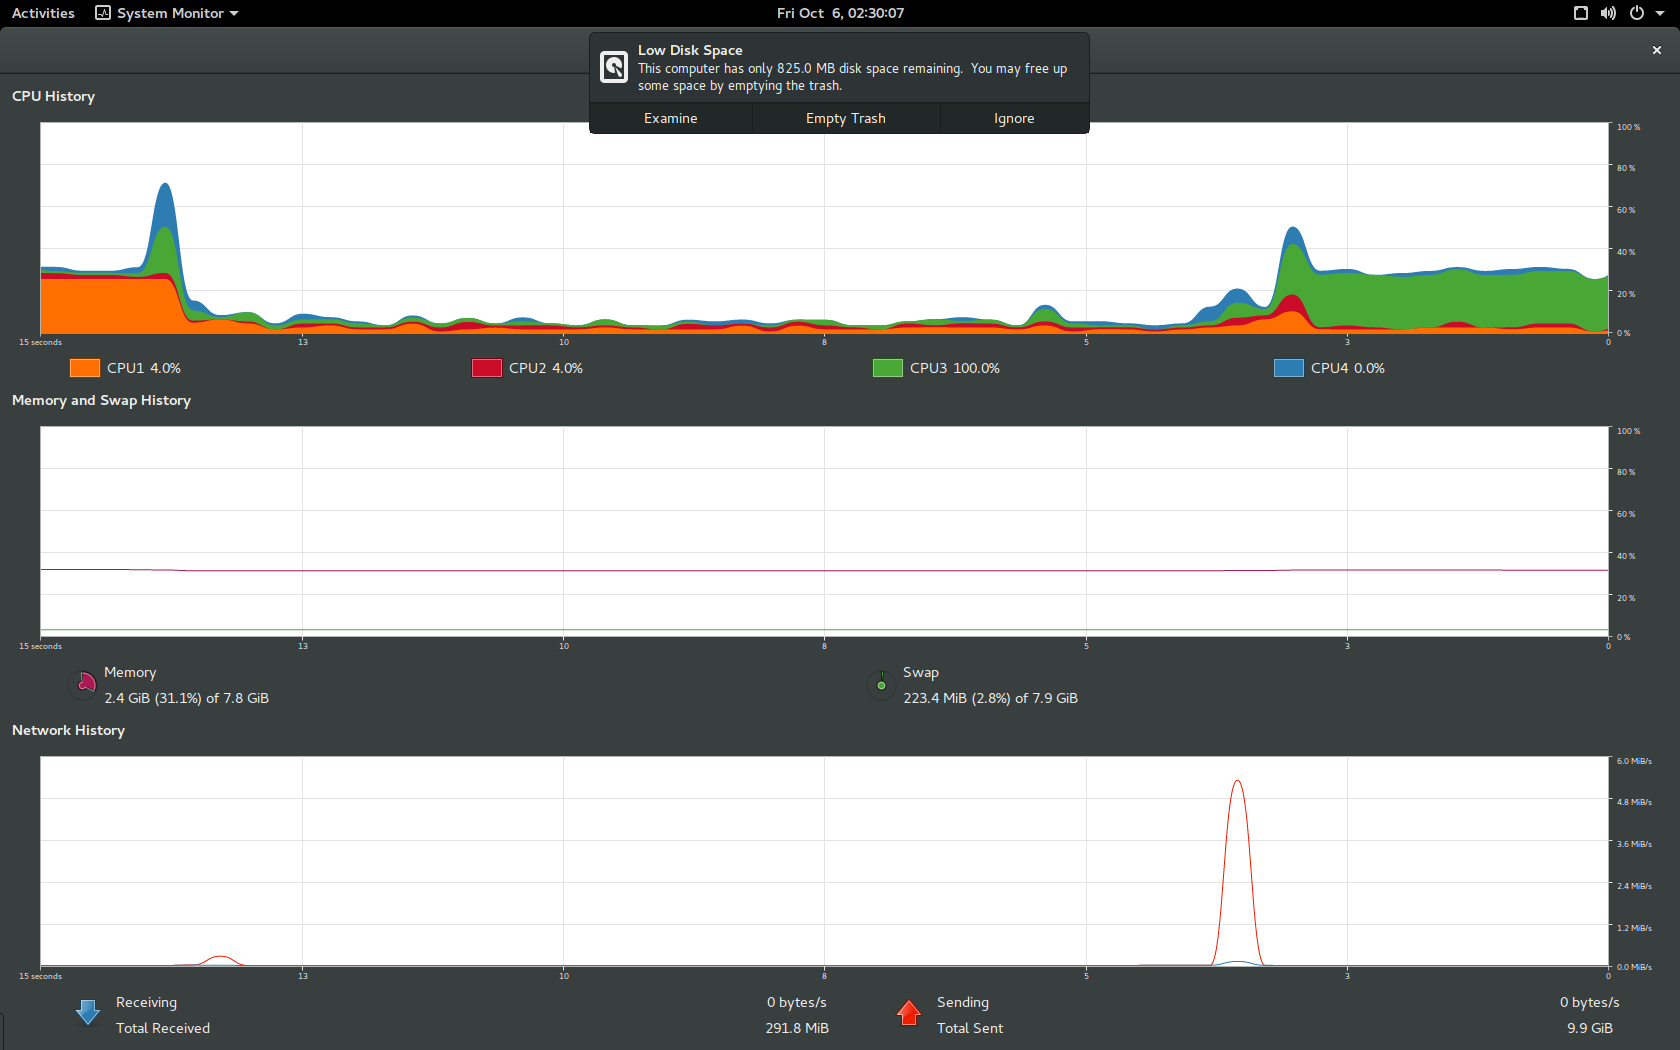 Activities
System Monitor
Fri Oct 6, 02:30:07
Low Disk Space
This computer has only 825.0 MB disk space remaining. You may free up
some space by emptying the trash.
Examine
Empty Trash
Ignore
CPU History
100 %
80 %
60 %
40 %
20 %
0 %
15 seconds
13
10
8
5
3
0
CPU1 4.0%
CPU2 4.0%
CPU3 100.0%
CPU4 0.0%
Memory and Swap History
100 %
80 %
60 %
40 %
20 %
0 %
15 seconds
13
10
8
5
3
0
Memory
2.4 GiB (31.1%) of 7.8 GiB
Swap
223.4 MiB (2.8%) of 7.9 GiB
Network History
6.0 MiB/s
4.8 MiB/s
3.6 MiB/s
2.4 MiB/s
1.2 MiB/s
0.0 MiB/s
15 seconds
13
10
8
5
3
0
Receiving
0 bytes/s
Total Received
291.8 MiB
Sending
0 bytes/s
Total Sent
9.9 GiB